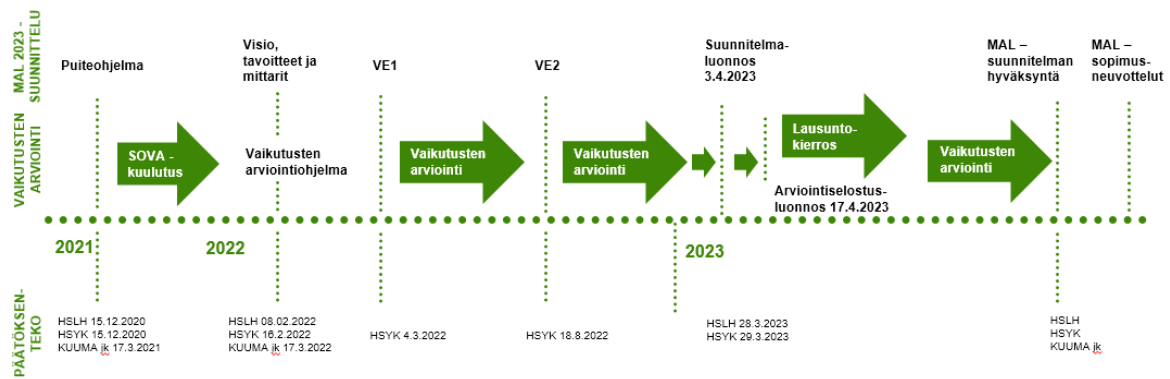 MAL 2023 -
SUUNNITTELU
Puiteohjelma
Visio,
tavoitteet ja
mittarit
VE1
VE2
Suunnitelma-
luonnos
3.4.2023
MAL –
suunnitelman
hyväksyntä
MAL –
sopimus-
neuvottelut
VAIKUTUSTEN
ARVIOINTI
SOVA -
kuulutus
Vaikutusten
arviointiohjelma
Vaikutusten
arviointi
Vaikutusten
arviointi
Lausunto-
kierros
Arviointiselostus-
luonnos 17.4.2023
Vaikutusten
arviointi
2021
2022
2023
PÄÄTÖKSEN-
TEKO
HSLH 15.12.2020
HSYK 15.12.2020
KUUMA jk 17.3.2021
HSLH 08.02.2022
HSYK 16.2.2022
KUUMA jk 17.3.2022
HSYK 4.3.2022
HSYK 18.8.2022
HSLH 28.3.2023
HSYK 29.3.2023
HSLH
HSYK
KUUMA jk